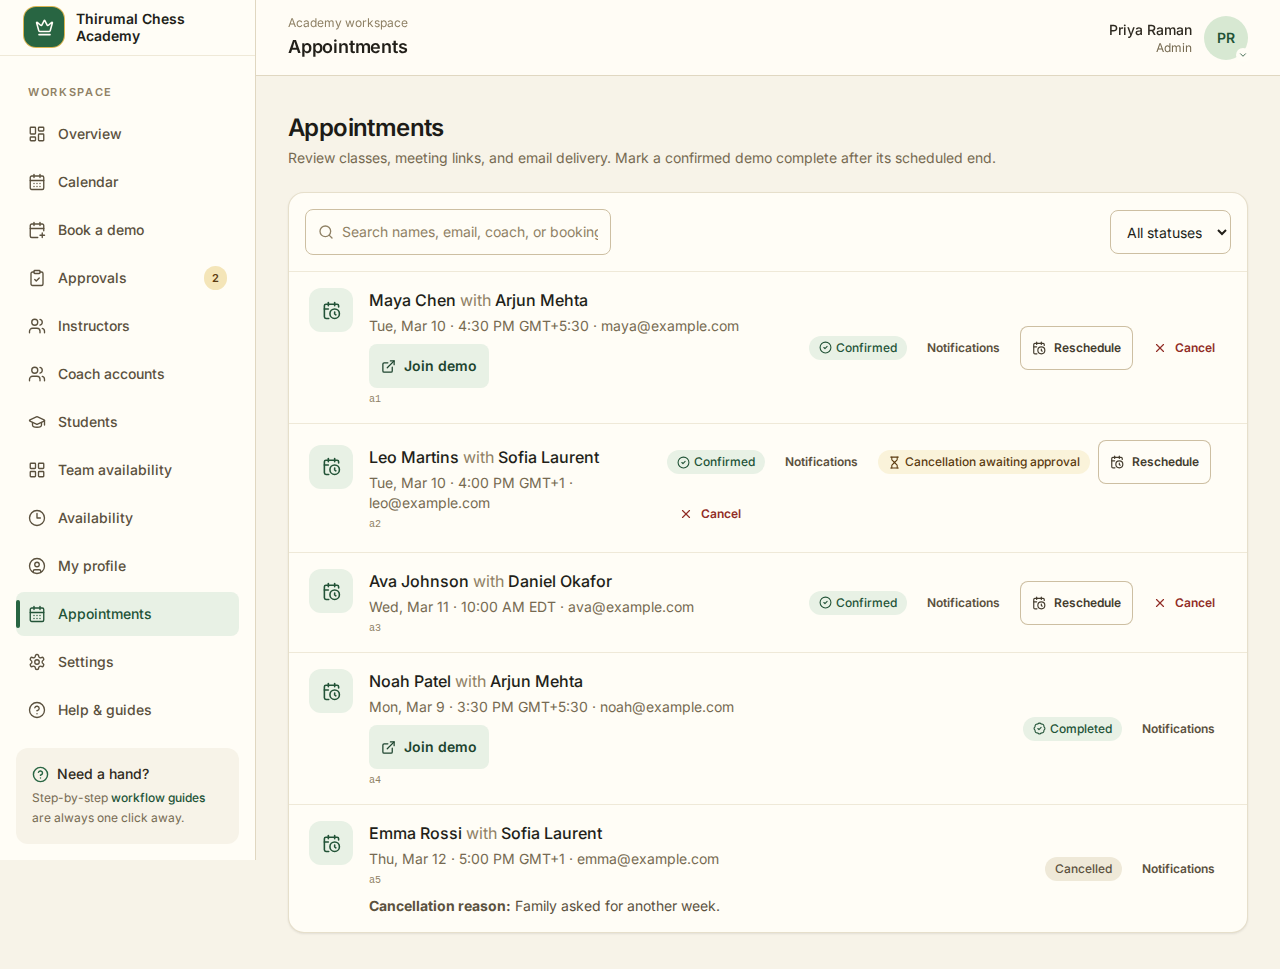 Thirumal Chess
Academy
WORKSPACE
Overview
Calendar
Book a demo
Approvals
2
Instructors
Coach accounts
Students
Team availability
Availability
My profile
Appointments
Settings
Help & guides
Need a hand?
Step-by-step workflow guides
are always one click away.
Academy workspace
Appointments
Priya Raman
Admin
PR
Appointments
Review classes, meeting links, and email delivery. Mark a confirmed demo complete after its scheduled end.
Search names, email, coach, or booking
All statuses
Maya Chen with Arjun Mehta
Tue, Mar 10 · 4:30 PM GMT+5:30 · maya@example.com
Join demo
a1
Confirmed
Notifications
Reschedule
Cancel
Leo Martins with Sofia Laurent
Tue, Mar 10 · 4:00 PM GMT+1 ·
leo@example.com
a2
Confirmed
Notifications
Cancellation awaiting approval
Reschedule
Cancel
Ava Johnson with Daniel Okafor
Wed, Mar 11 · 10:00 AM EDT · ava@example.com
a3
Confirmed
Notifications
Reschedule
Cancel
Noah Patel with Arjun Mehta
Mon, Mar 9 · 3:30 PM GMT+5:30 · noah@example.com
Join demo
a4
Completed
Notifications
Emma Rossi with Sofia Laurent
Thu, Mar 12 · 5:00 PM GMT+1 · emma@example.com
a5
Cancellation reason: Family asked for another week.
Cancelled
Notifications